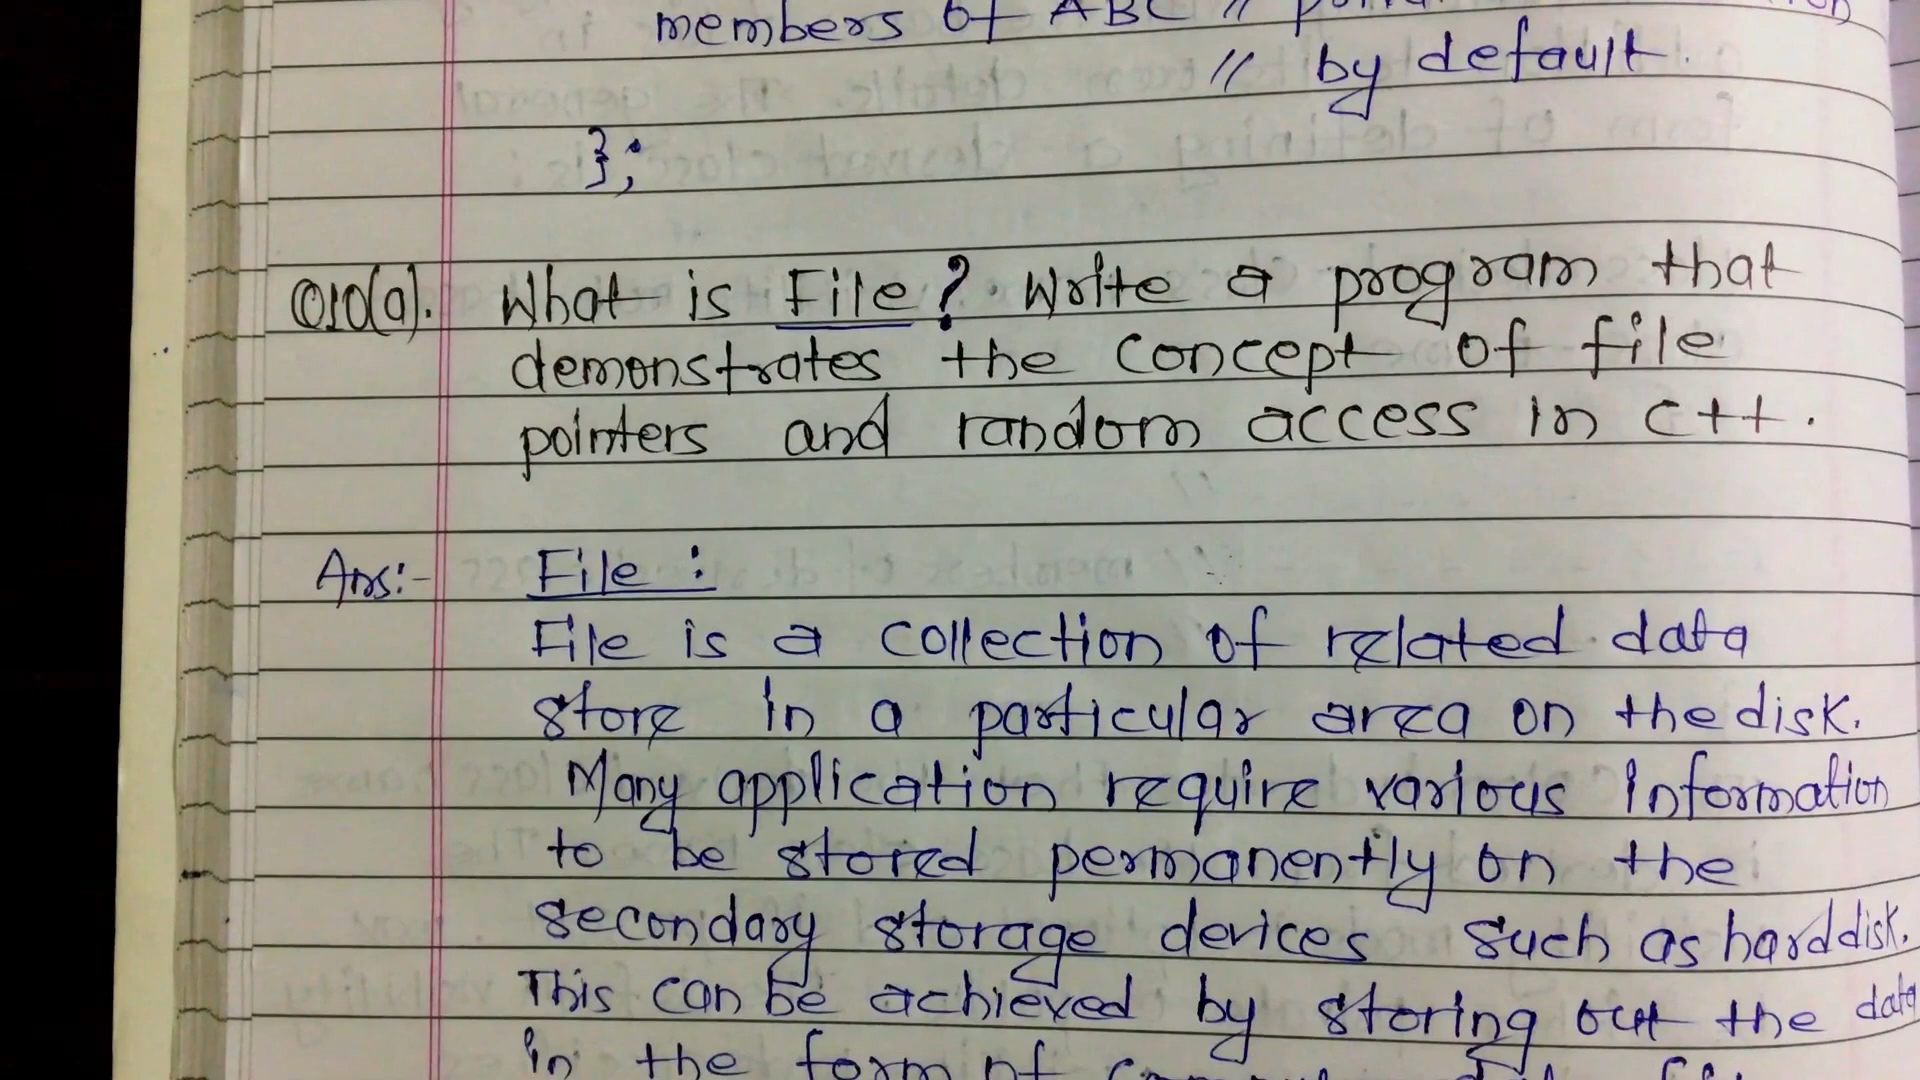 members of ABC //
// by default.
};
Q10(a). What is File? Write a program that
demonstrates the concept of file
pointers and random access in C++.
Ans:- File :
File is a collection of related data
store in a particular area on the disk.
Many application require various information
to be stored permanently on the
secondary storage devices such as harddisk.
This can be achieved by storing out the data
in the form of